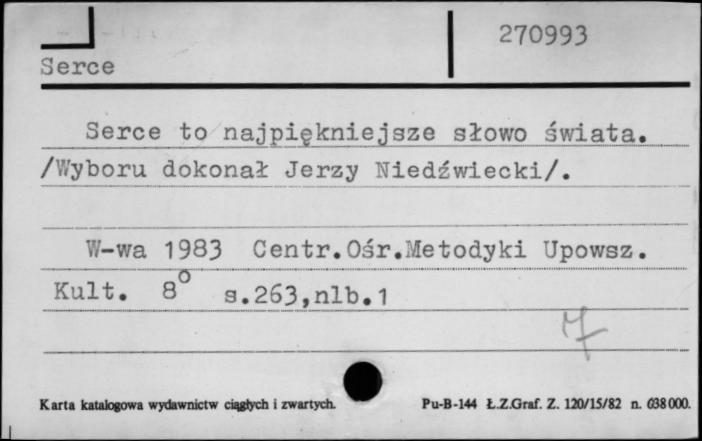 270993
Serce
Serce to najpiękniejsze słowo świata.
/Wyboru dokonał Jerzy Niedźwiecki/.
W-wa 1983 Centr.Ośr.Metodyki Upowsz.
Kult. 8° s.263,nlb.1
Karta katalogowa wydawnictw ciągłych i zwartych. Pu-B-144 Ł.Z.Graf. Z. 120/15/82 n. 638000.